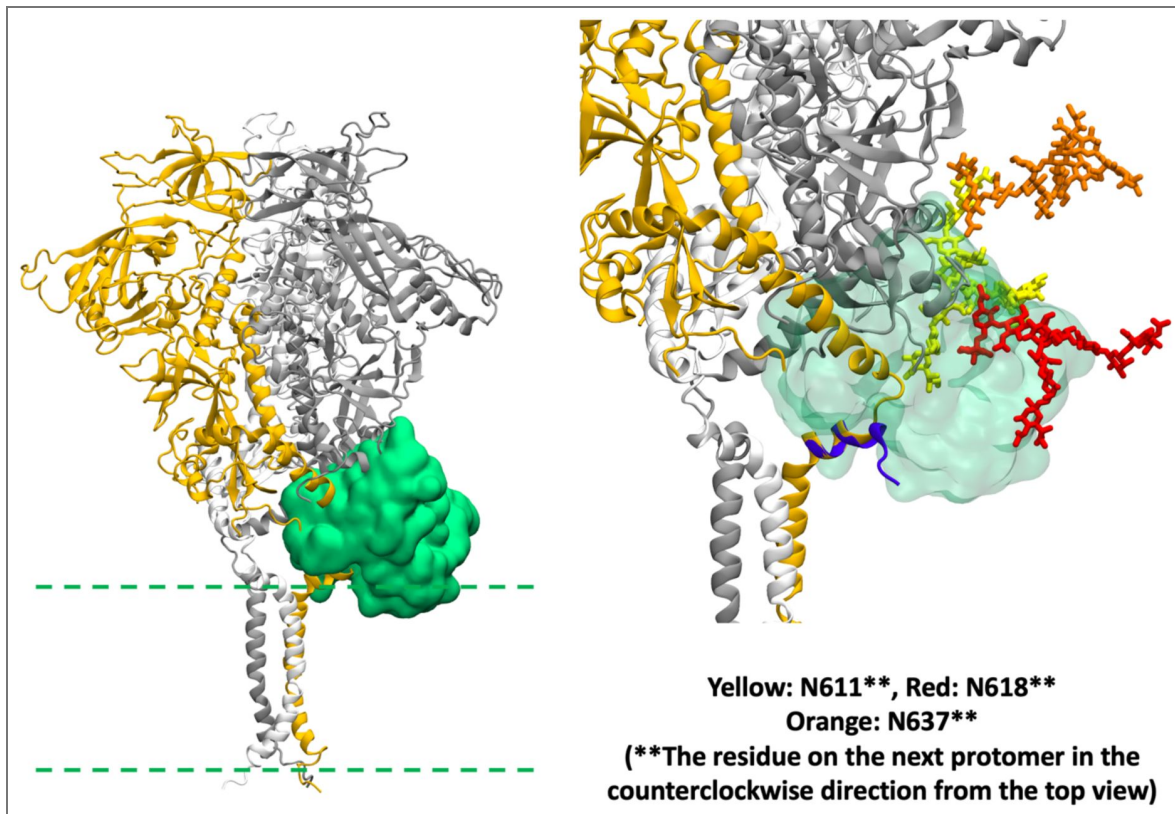 Yellow: N611**, Red: N618**
Orange: N637**
(**The residue on the next protomer in the
counterclockwise direction from the top view)